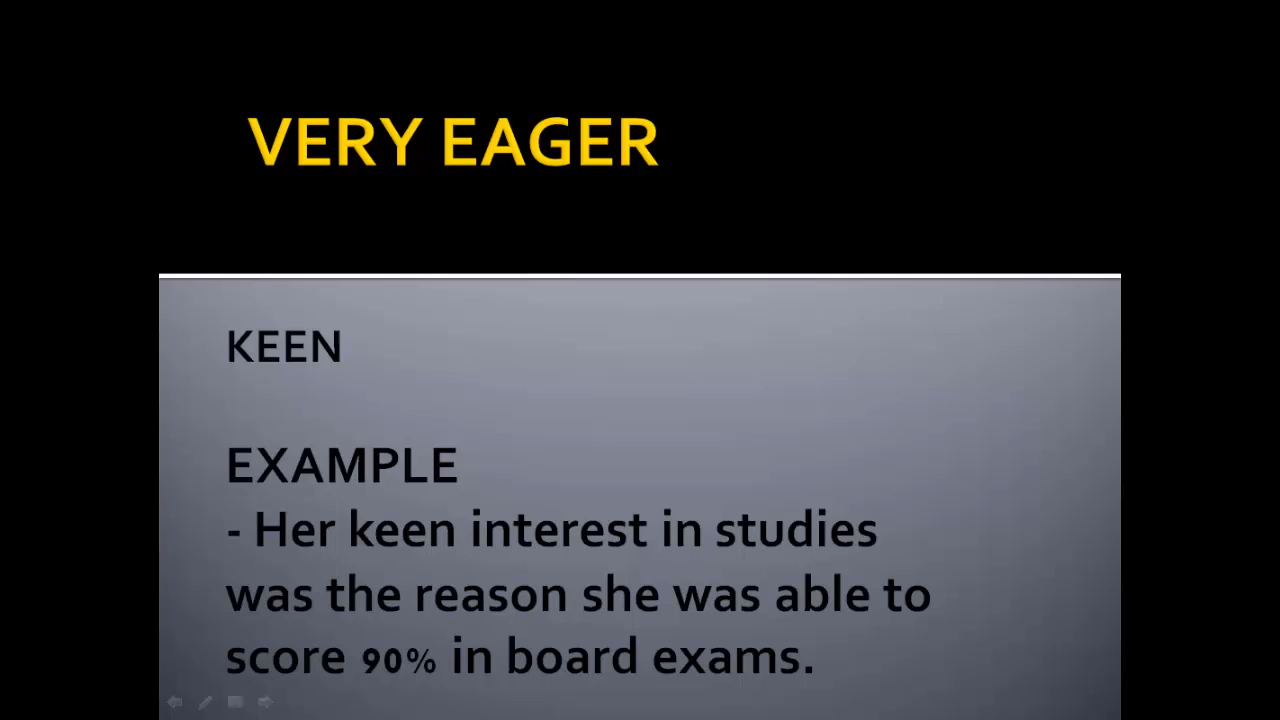 VERY EAGER
KEEN
EXAMPLE
- Her keen interest in studies
was the reason she was able to
score 90% in board exams.